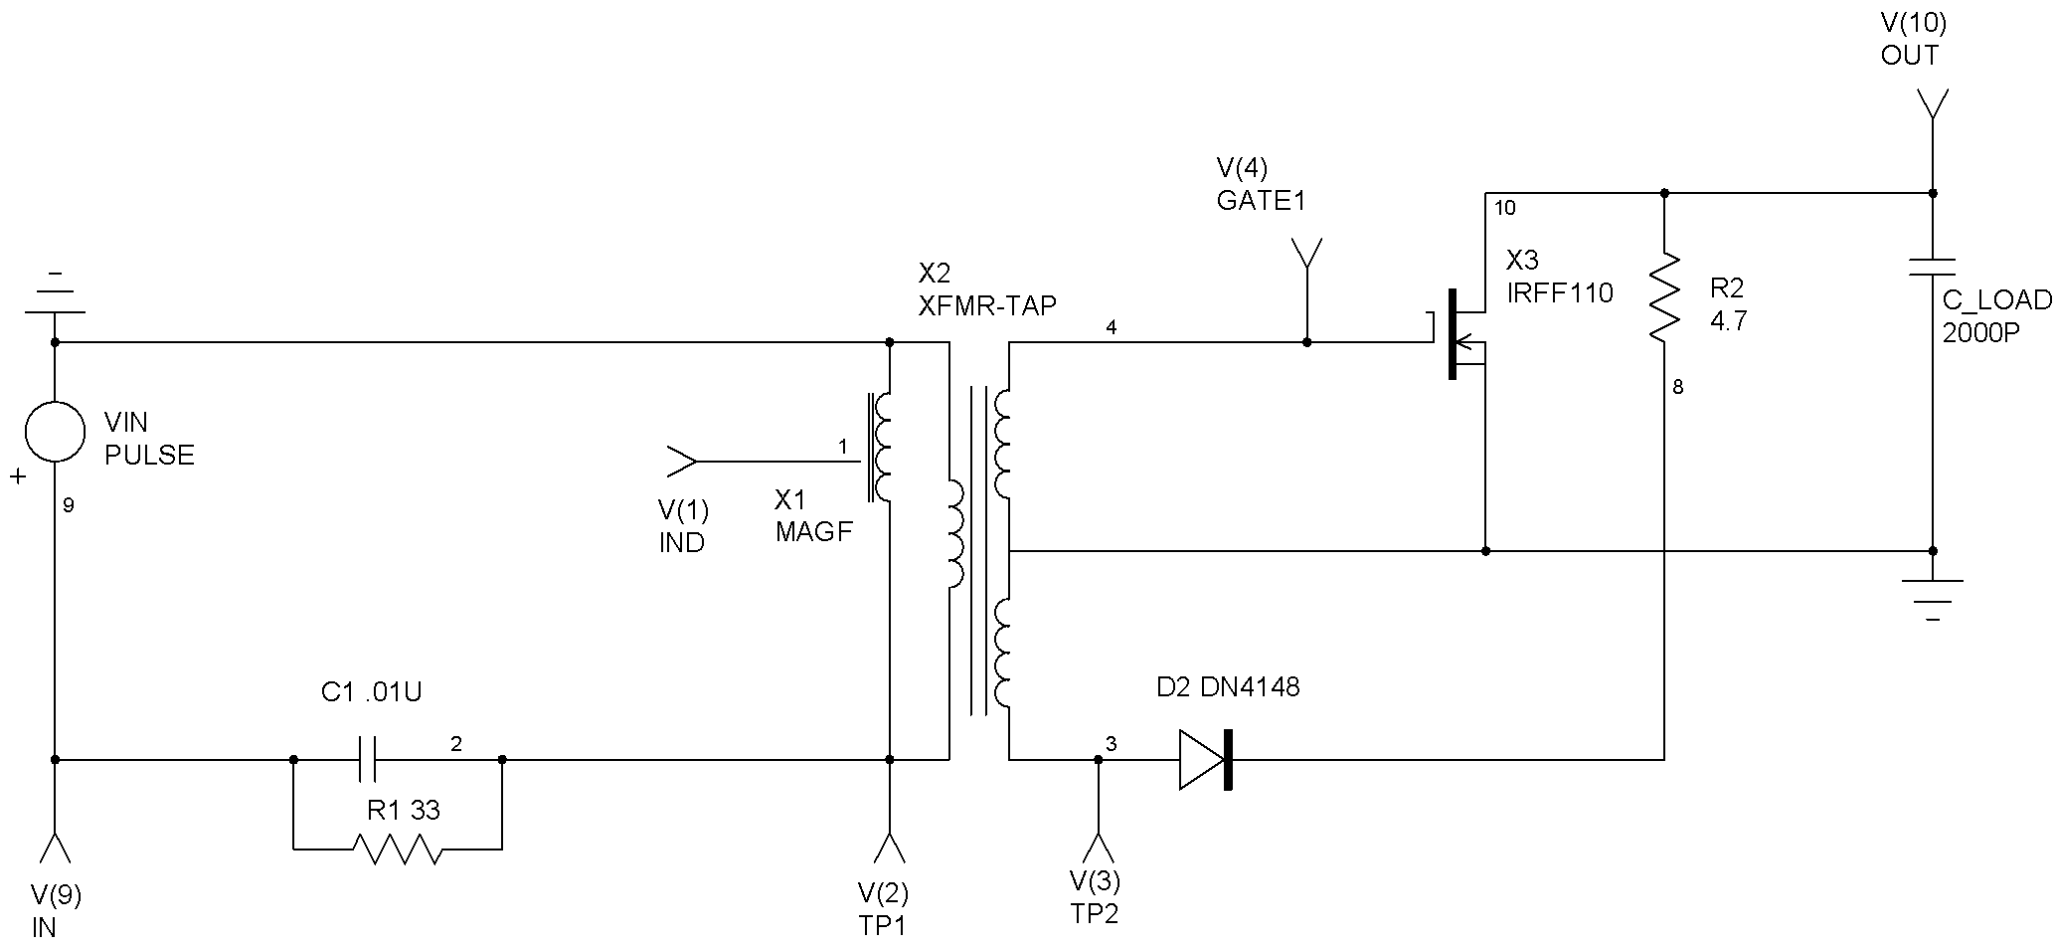 V(10)
OUT
V(4)
GATE1
10
X3
IRFF110
X2
XFMR-TAP
R2
4.7
C_LOAD
2000P
4
8
VIN
PULSE
+
9
1
V(1)
IND
X1
MAGF
C1 .01U
2
R1 33
D2 DN4148
3
V(9)
IN
V(2)
TP1
V(3)
TP2